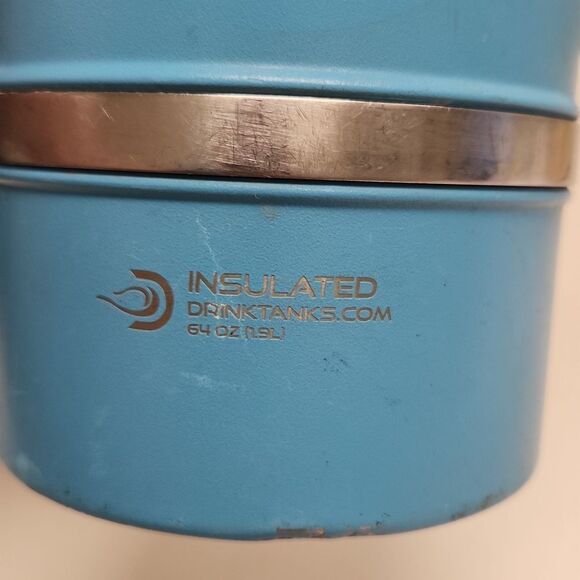 INSULATED
DRINKTANKS.COM
64 OZ (1.9L)